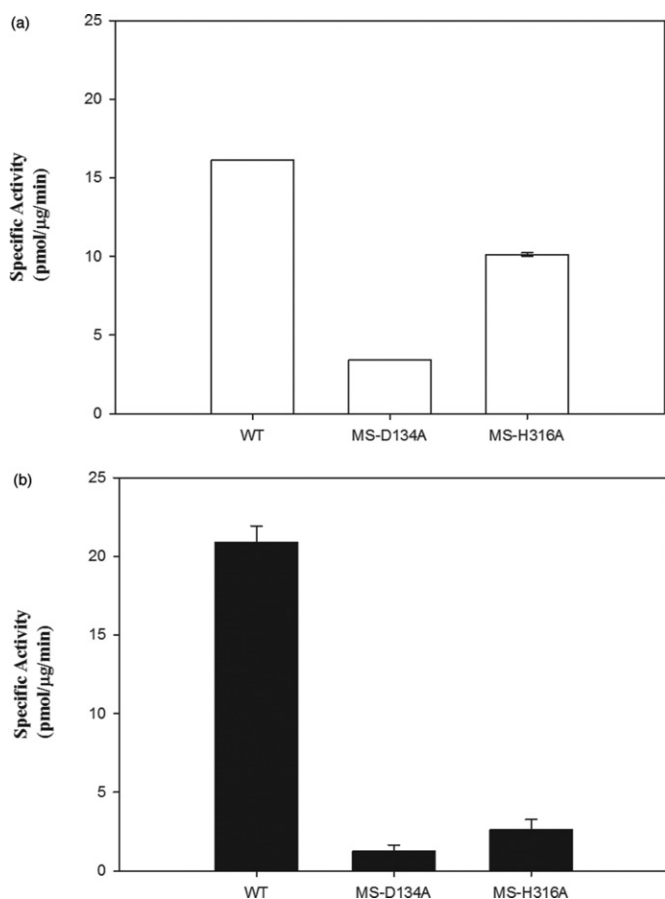 (a)
25
20
15
10
5
0
Specific Activity
(pmol/µg/min)
WT MS-D134A MS-H316A
(b)
25
20
15
10
5
0
Specific Activity
(pmol/µg/min)
WT MS-D134A MS-H316A